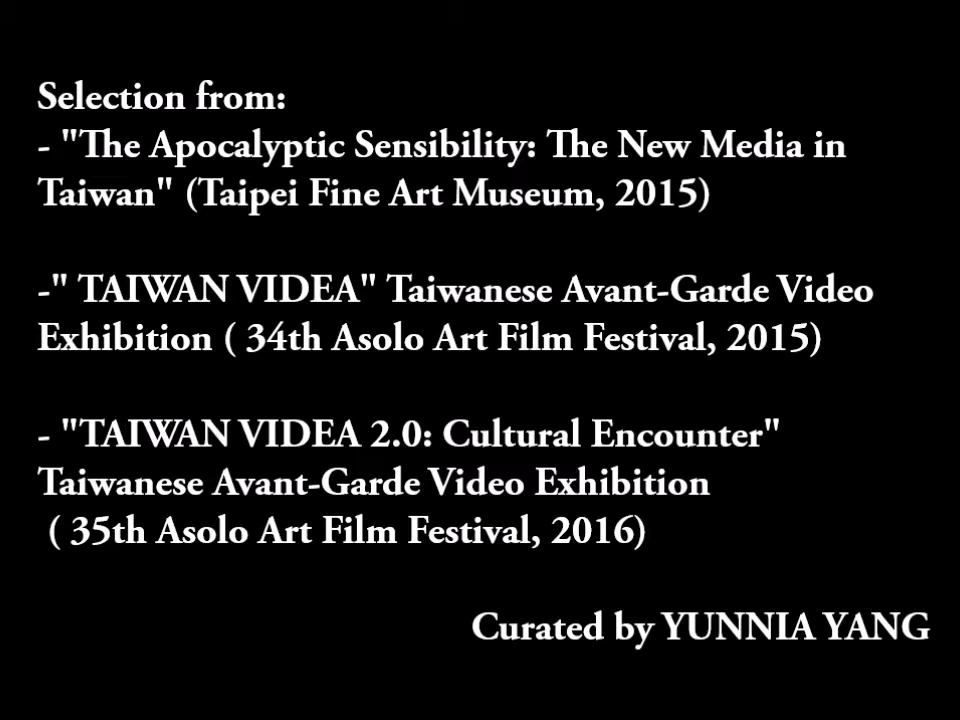 Selection from:
- "The Apocalyptic Sensibility: The New Media in
Taiwan" (Taipei Fine Art Museum, 2015)
-" TAIWAN VIDEA" Taiwanese Avant-Garde Video
Exhibition ( 34th Asolo Art Film Festival, 2015)
- "TAIWAN VIDEA 2.0: Cultural Encounter"
Taiwanese Avant-Garde Video Exhibition
( 35th Asolo Art Film Festival, 2016)
Curated by YUNNIA YANG